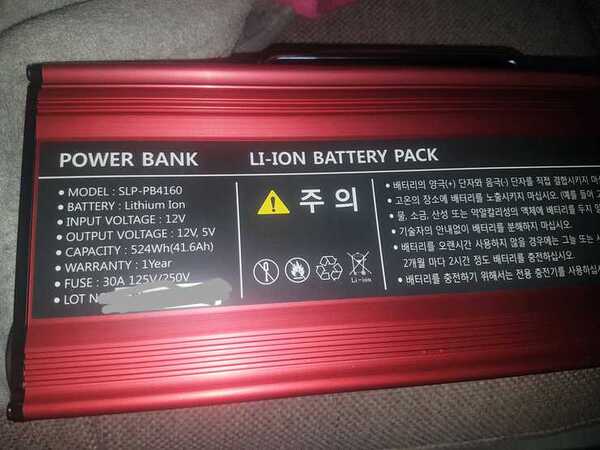 POWER BANK
• MODEL : SLP-PB4160
• BATTERY : Lithium Ion
• INPUT VOLTAGE : 12V
• OUTPUT VOLTAGE : 12V, 5V
• CAPACITY : 524Wh(41.6Ah)
• WARRANTY : 1Year
• FUSE : 30A 125V/250V
• LOT
LI-ION BATTERY PACK
주 의
Li-ion
• 배터리의 양극(+) 단자와 음극(-) 단자를 직접 결합시키지 마십
• 고온의 장소에 배터리를 노출시키지 마십시오. (예를 들어
• 물, 소금, 산성 또는 약알칼리성의 액체에 배터리를 두지
• 기술자의 안내없이 배터리를 분해하지 마십시오.
• 배터리를 오랜시간 사용하지 않을 경우에는 그늘 또는
2개월 마다 2시간 정도 배터리를 충전하십시오.
• 배터리를 충전하기 위해서는 전용 충전기를 사용하십